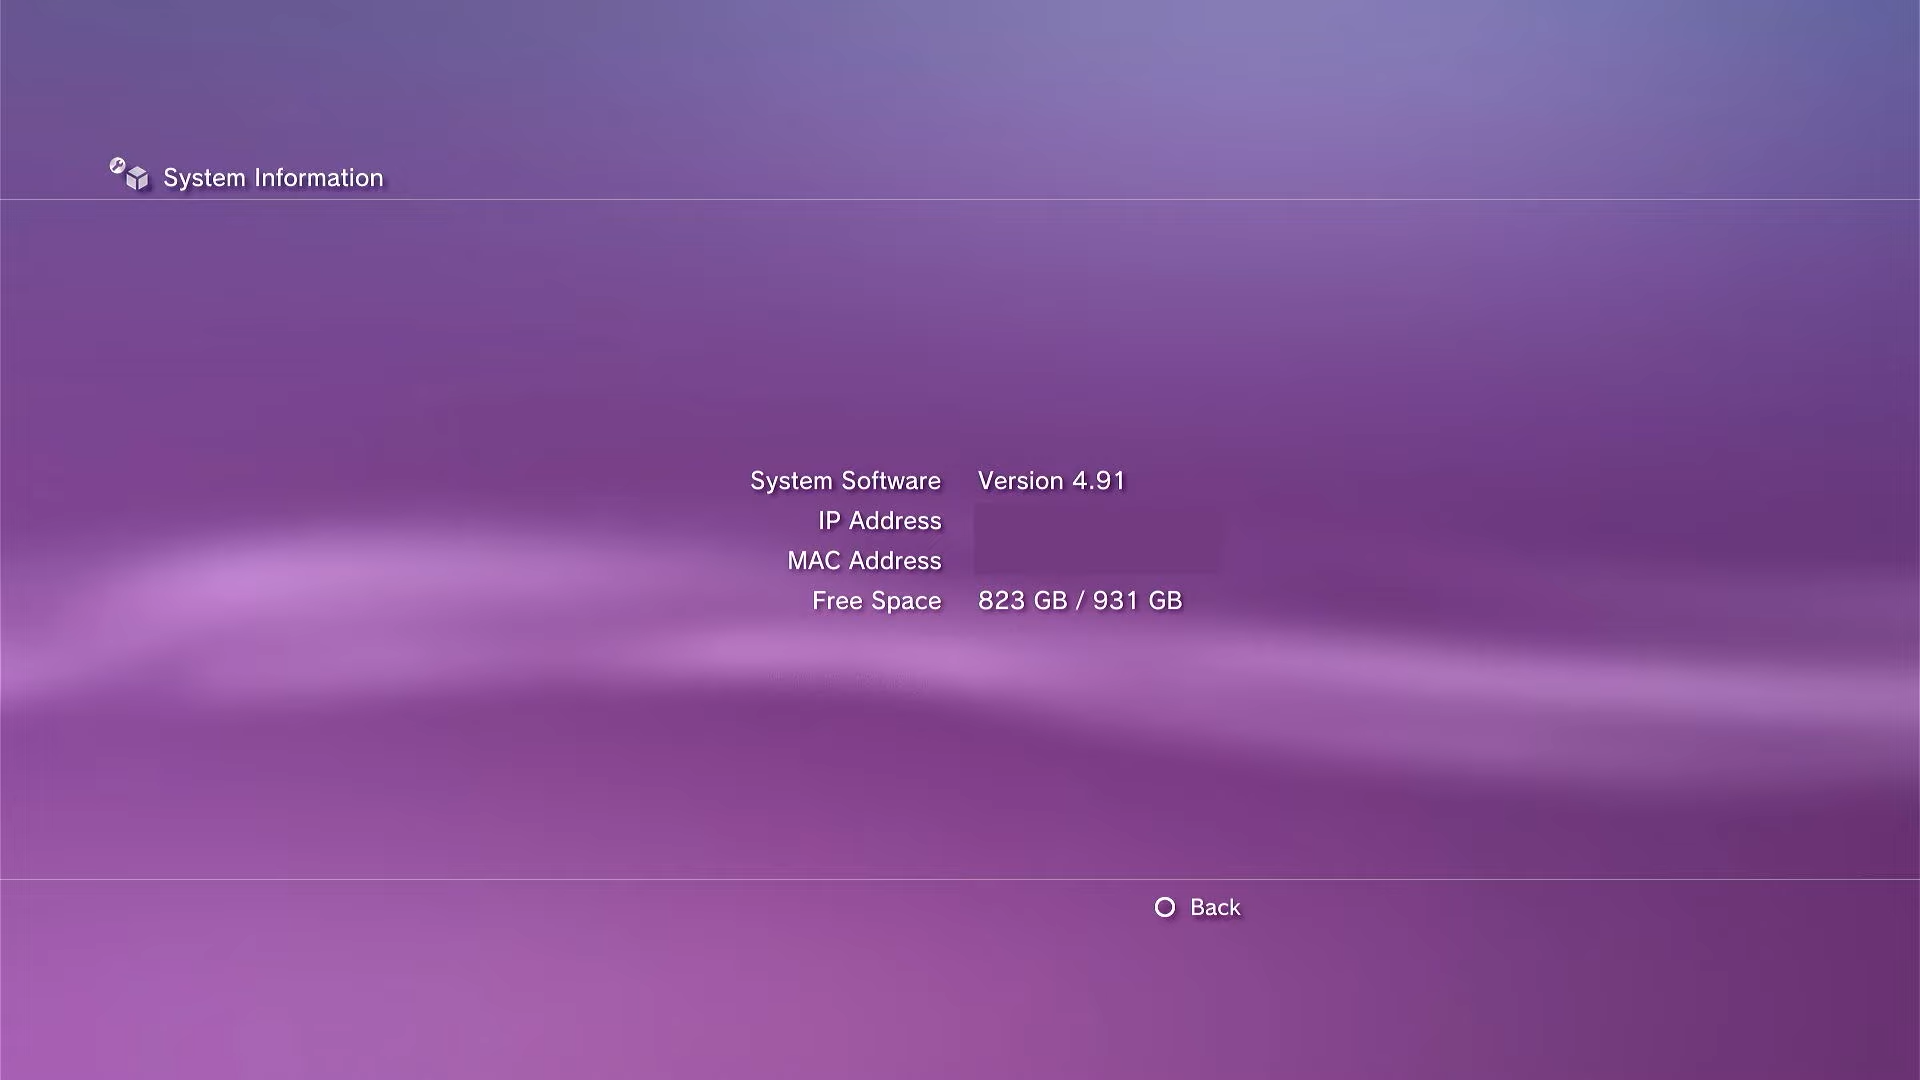 System Information
System Software Version 4.91
IP Address
MAC Address
Free Space 823 GB / 931 GB
Back